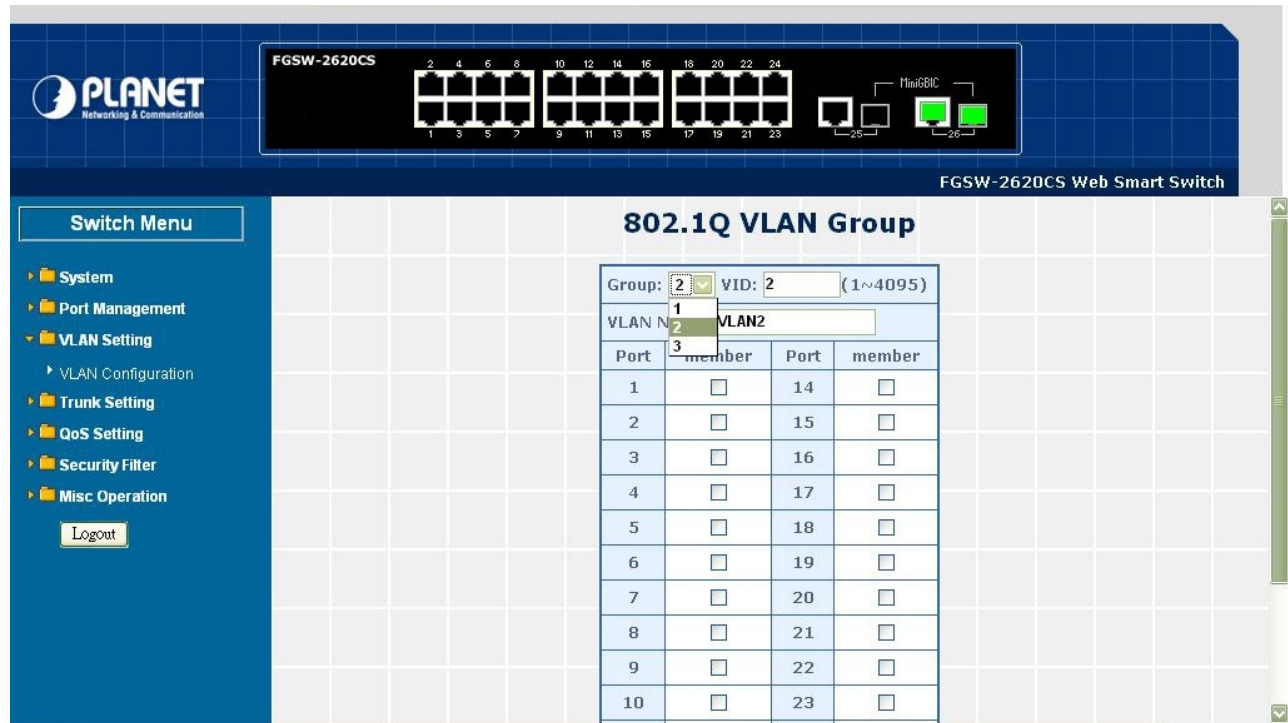 PLANET
Networking & Communication
FGSW-2620CS
2 4 6 8 10 12 14 16 18 20 22 24
MiniGBIC
1 3 5 7 9 11 13 15 17 19 21 23
25 26
FGSW-2620CS Web Smart Switch
Switch Menu
System
Port Management
VLAN Setting
VLAN Configuration
Trunk Setting
QoS Setting
Security Filter
Misc Operation
Logout
802.1Q VLAN Group
Group: 2 VID: 2 (1~4095)
1
2
3
VLAN N VLAN2
Port member Port member
1 14
2 15
3 16
4 17
5 18
6 19
7 20
8 21
9 22
10 23